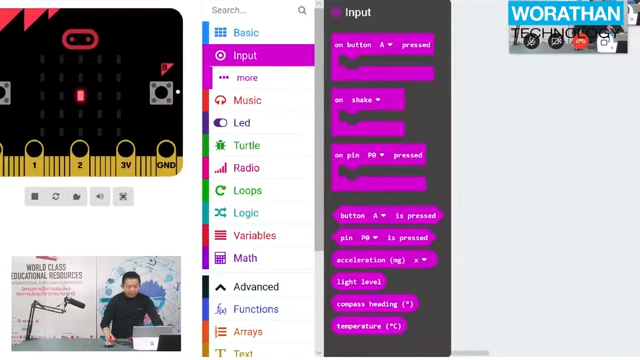 Search...
Basic
Input
more
Music
Led
Turtle
Radio
Loops
Logic
Variables
Math
Advanced
Functions
Arrays
Text
Input
on button A pressed
on shake
on pin P0 pressed
button A is pressed
pin P0 is pressed
acceleration (mg) x
light level
compass heading (°)
temperature (°C)
WORATHAN
TECHNOLOGY
B
1
2
3V
GND
WORLD CLASS
EDUCATIONAL
RESOURCES